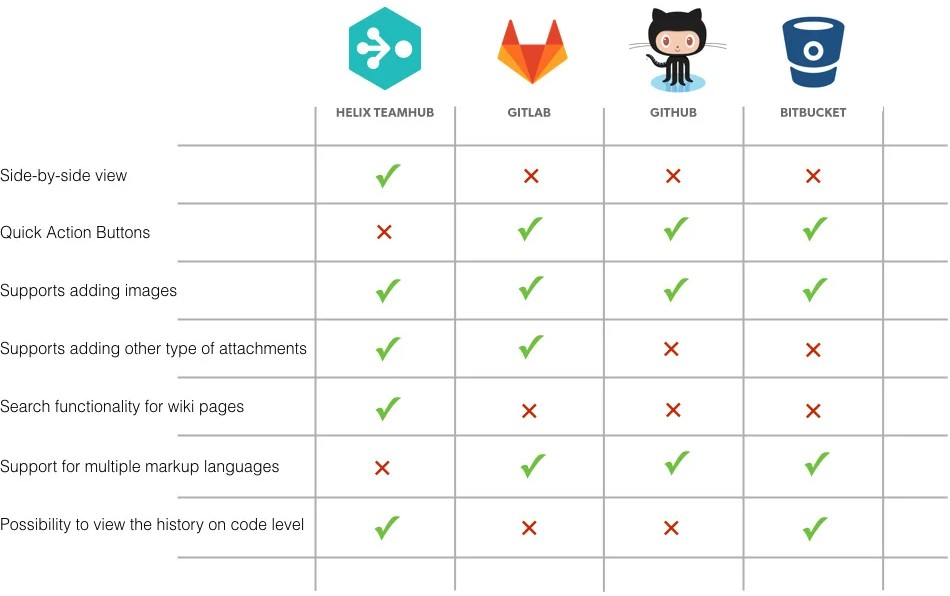 HELIX TEAMHUB GITLAB GITHUB BITBUCKET
Side-by-side view
Quick Action Buttons
Supports adding images
Supports adding other type of attachments
Search functionality for wiki pages
Support for multiple markup languages
Possibility to view the history on code level